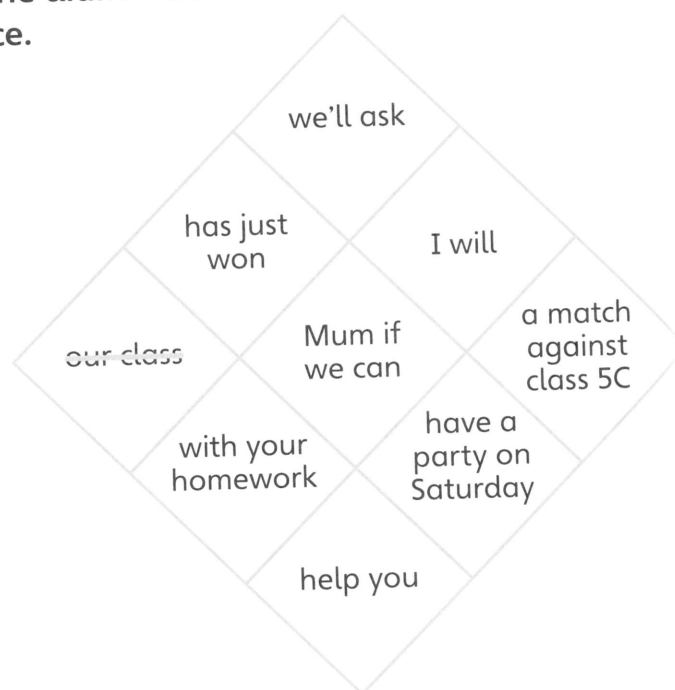 ce.
we'll ask
has just
won
I will
our class
Mum if
we can
a match
against
class 5C
with your
homework
have a
party on
Saturday
help you